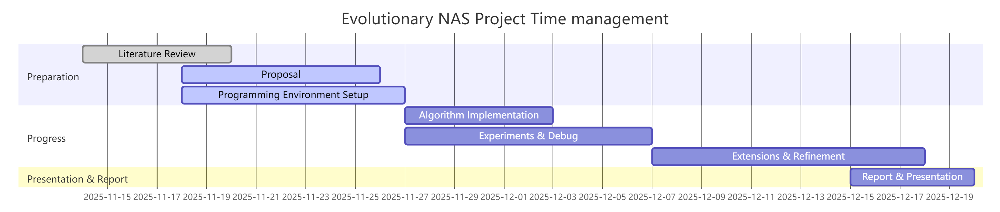 Evolutionary NAS Project Time management
Preparation
Literature Review
Proposal
Programming Environment Setup
Progress
Algorithm Implementation
Experiments & Debug
Extensions & Refinement
Presentation & Report
Report & Presentation
2025-11-15 2025-11-17 2025-11-19 2025-11-21 2025-11-23 2025-11-25 2025-11-27 2025-11-29 2025-12-01 2025-12-03 2025-12-05 2025-12-07 2025-12-09 2025-12-11 2025-12-13 2025-12-15 2025-12-17 2025-12-19